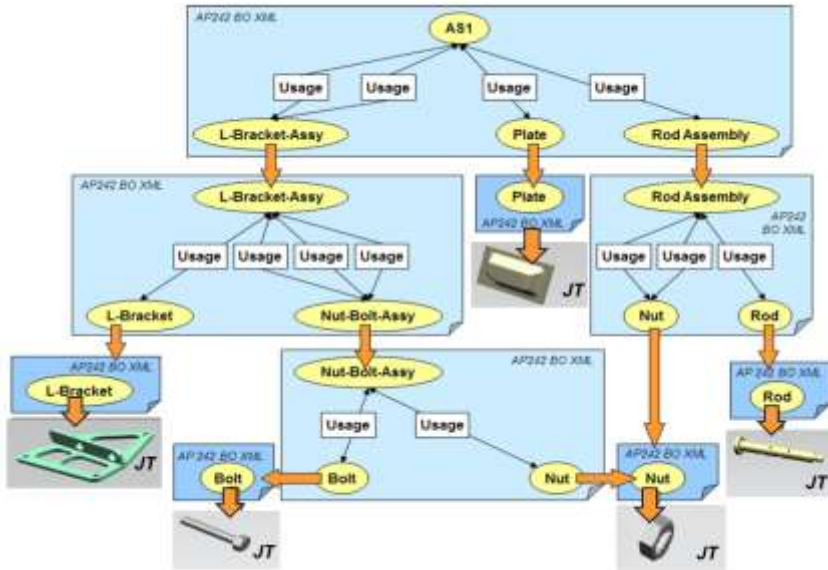 AP242 BO XML
AS1
Usage
Usage
Usage
Usage
L-Bracket-Assy
Plate
Rod Assembly
AP242 BO XML
L-Bracket-Assy
Plate
AP242 BO XML
Rod Assembly
AP242
BO XML
Usage
Usage
Usage
Usage
Usage
Usage
Usage
JT
L-Bracket
Nut-Bolt-Assy
Nut
Rod
AP242 BO XML
L-Bracket
AP242 BO XML
Nut-Bolt-Assy
AP 242 BO XML
Rod
Usage
Usage
JT
AP 242 BO XML
Bolt
Bolt
Nut
AP242 BO XML
Nut
JT
JT
JT